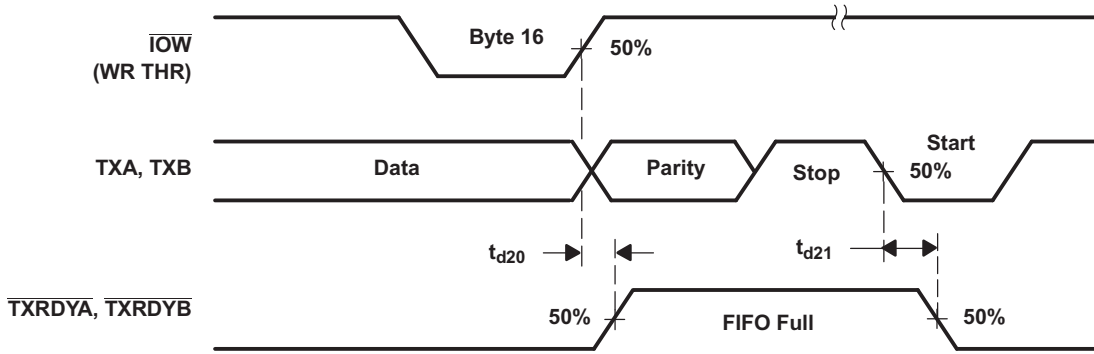 IOW
(WR THR)
Byte 16
50%
TXA, TXB
Data
Parity
Stop
Start
50%
td20
td21
TXRDYA, TXRDYB
50%
FIFO Full
50%